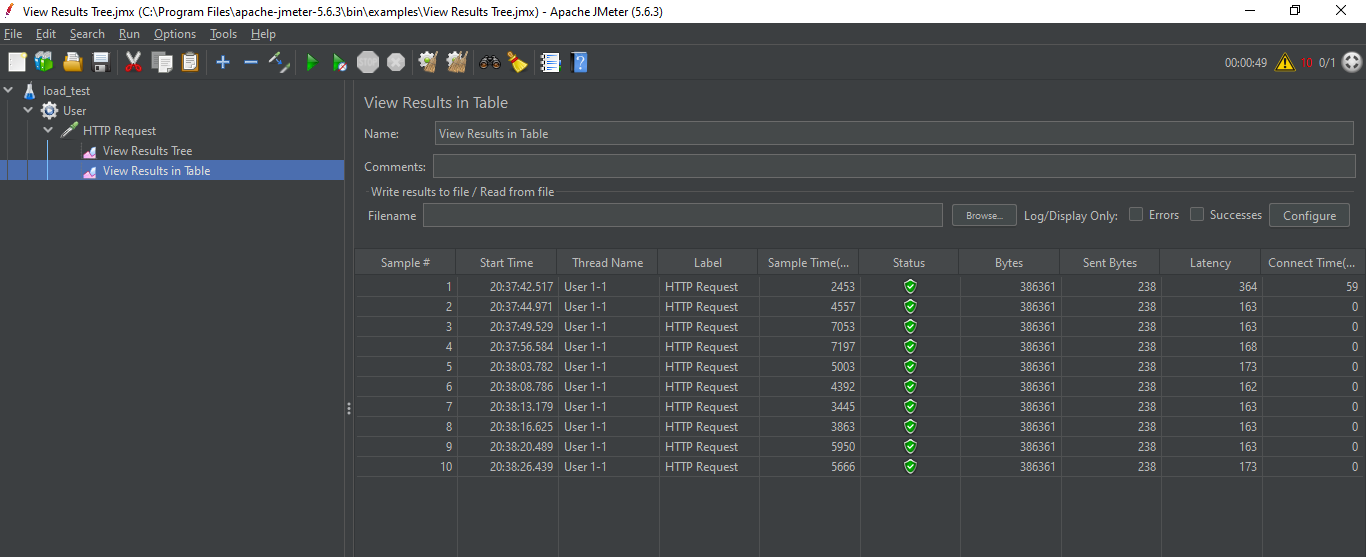 View Results Tree.jmx (C:\Program Files\apache-jmeter-5.6.3\bin\examples\View Results Tree.jmx) - Apache JMeter (5.6.3)
File Edit Search Run Options Tools Help
STOP 00:00:49 10 0/1
load_test
User
HTTP Request
View Results Tree
View Results in Table
View Results in Table
Name: View Results in Table
Comments:
Write results to file / Read from file
Filename Browse... Log/Display Only: Errors Successes Configure
Sample # Start Time Thread Name Label Sample Time(... Status Bytes Sent Bytes Latency Connect Time(...
1 20:37:42.517 User 1-1 HTTP Request 2453 386361 238 364 59
2 20:37:44.971 User 1-1 HTTP Request 4557 386361 238 163 0
3 20:37:49.529 User 1-1 HTTP Request 7053 386361 238 163 0
4 20:37:56.584 User 1-1 HTTP Request 7197 386361 238 168 0
5 20:38:03.782 User 1-1 HTTP Request 5003 386361 238 173 0
6 20:38:08.786 User 1-1 HTTP Request 4392 386361 238 162 0
7 20:38:13.179 User 1-1 HTTP Request 3445 386361 238 163 0
8 20:38:16.625 User 1-1 HTTP Request 3863 386361 238 163 0
9 20:38:20.489 User 1-1 HTTP Request 5950 386361 238 163 0
10 20:38:26.439 User 1-1 HTTP Request 5666 386361 238 173 0